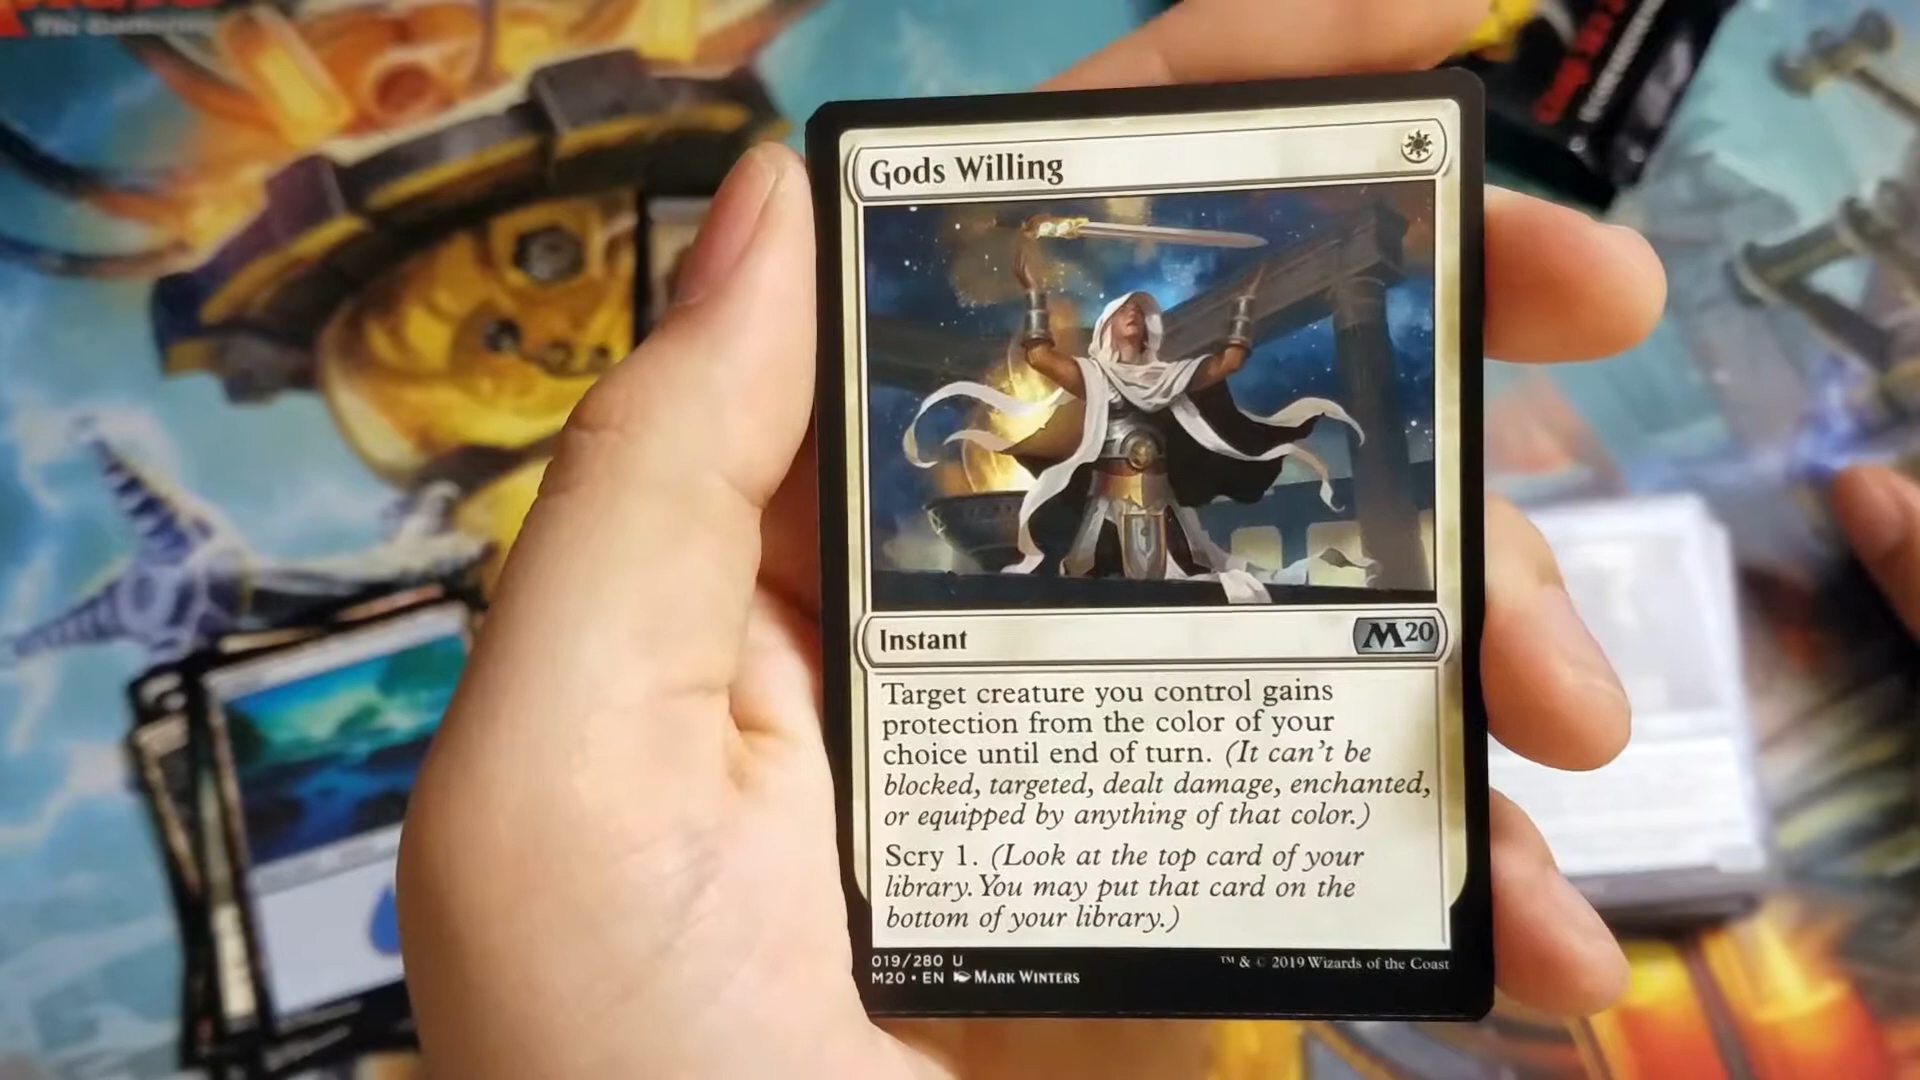 The Gathering
Gods Willing
Instant
M20
Target creature you control gains
protection from the color of your
choice until end of turn. (It can't be
blocked, targeted, dealt damage, enchanted,
or equipped by anything of that color.)
Scry 1. (Look at the top card of your
library. You may put that card on the
bottom of your library.)
019/280 U
M20 • EN MARK WINTERS
™ & © 2019 Wizards of the Coast